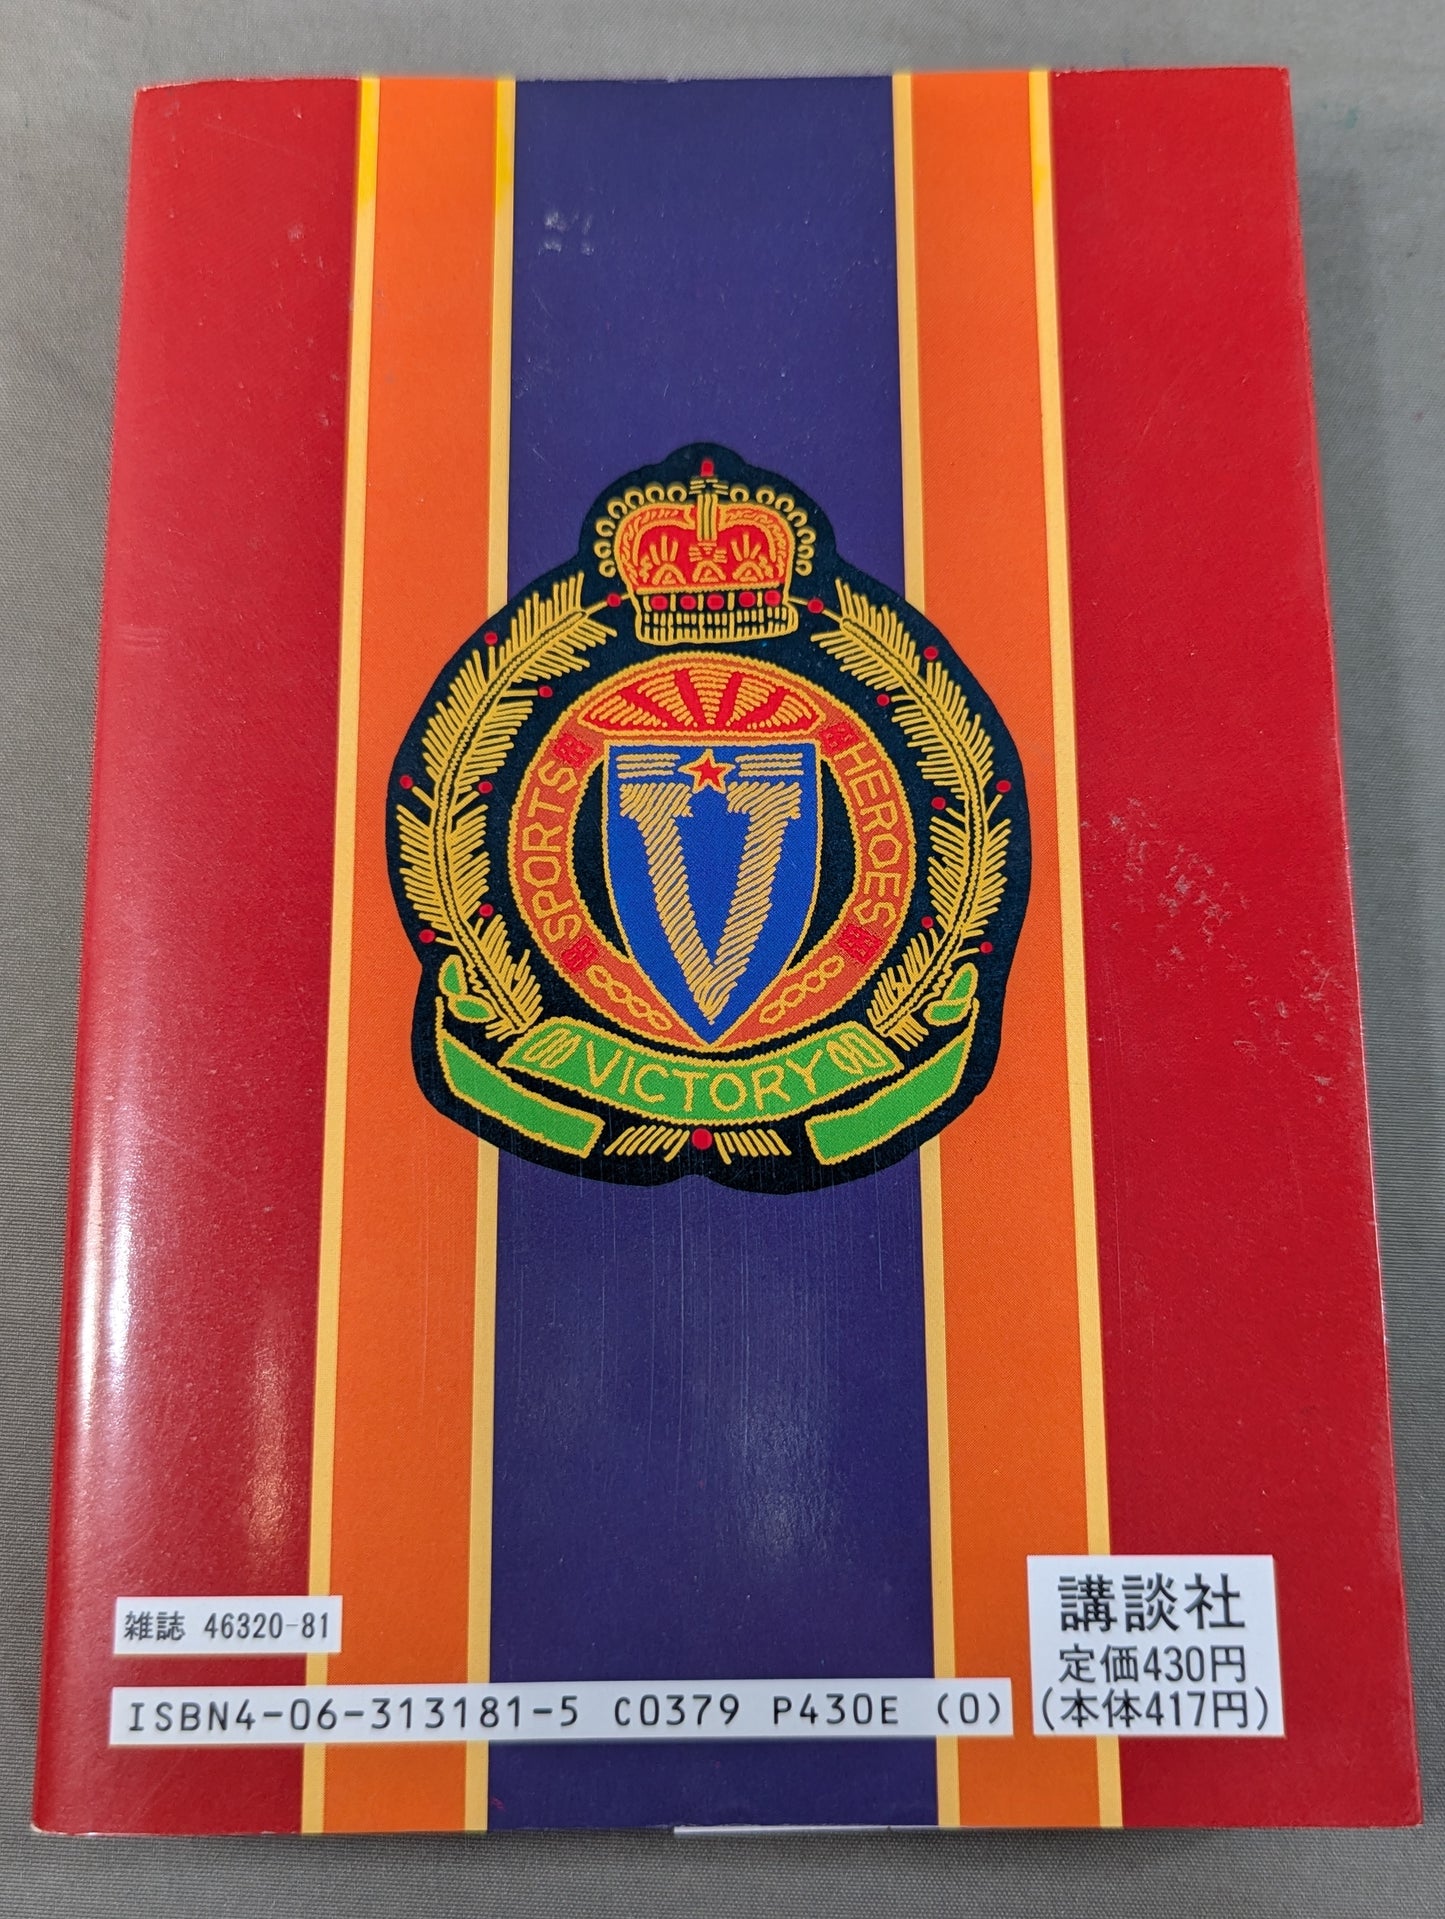 SPORTS
HEROES
V
VICTORY
雑誌 46320-81
ISBN4-06-313181-5 C0379 P430E (0)
講談社
定価430円
(本体417円)